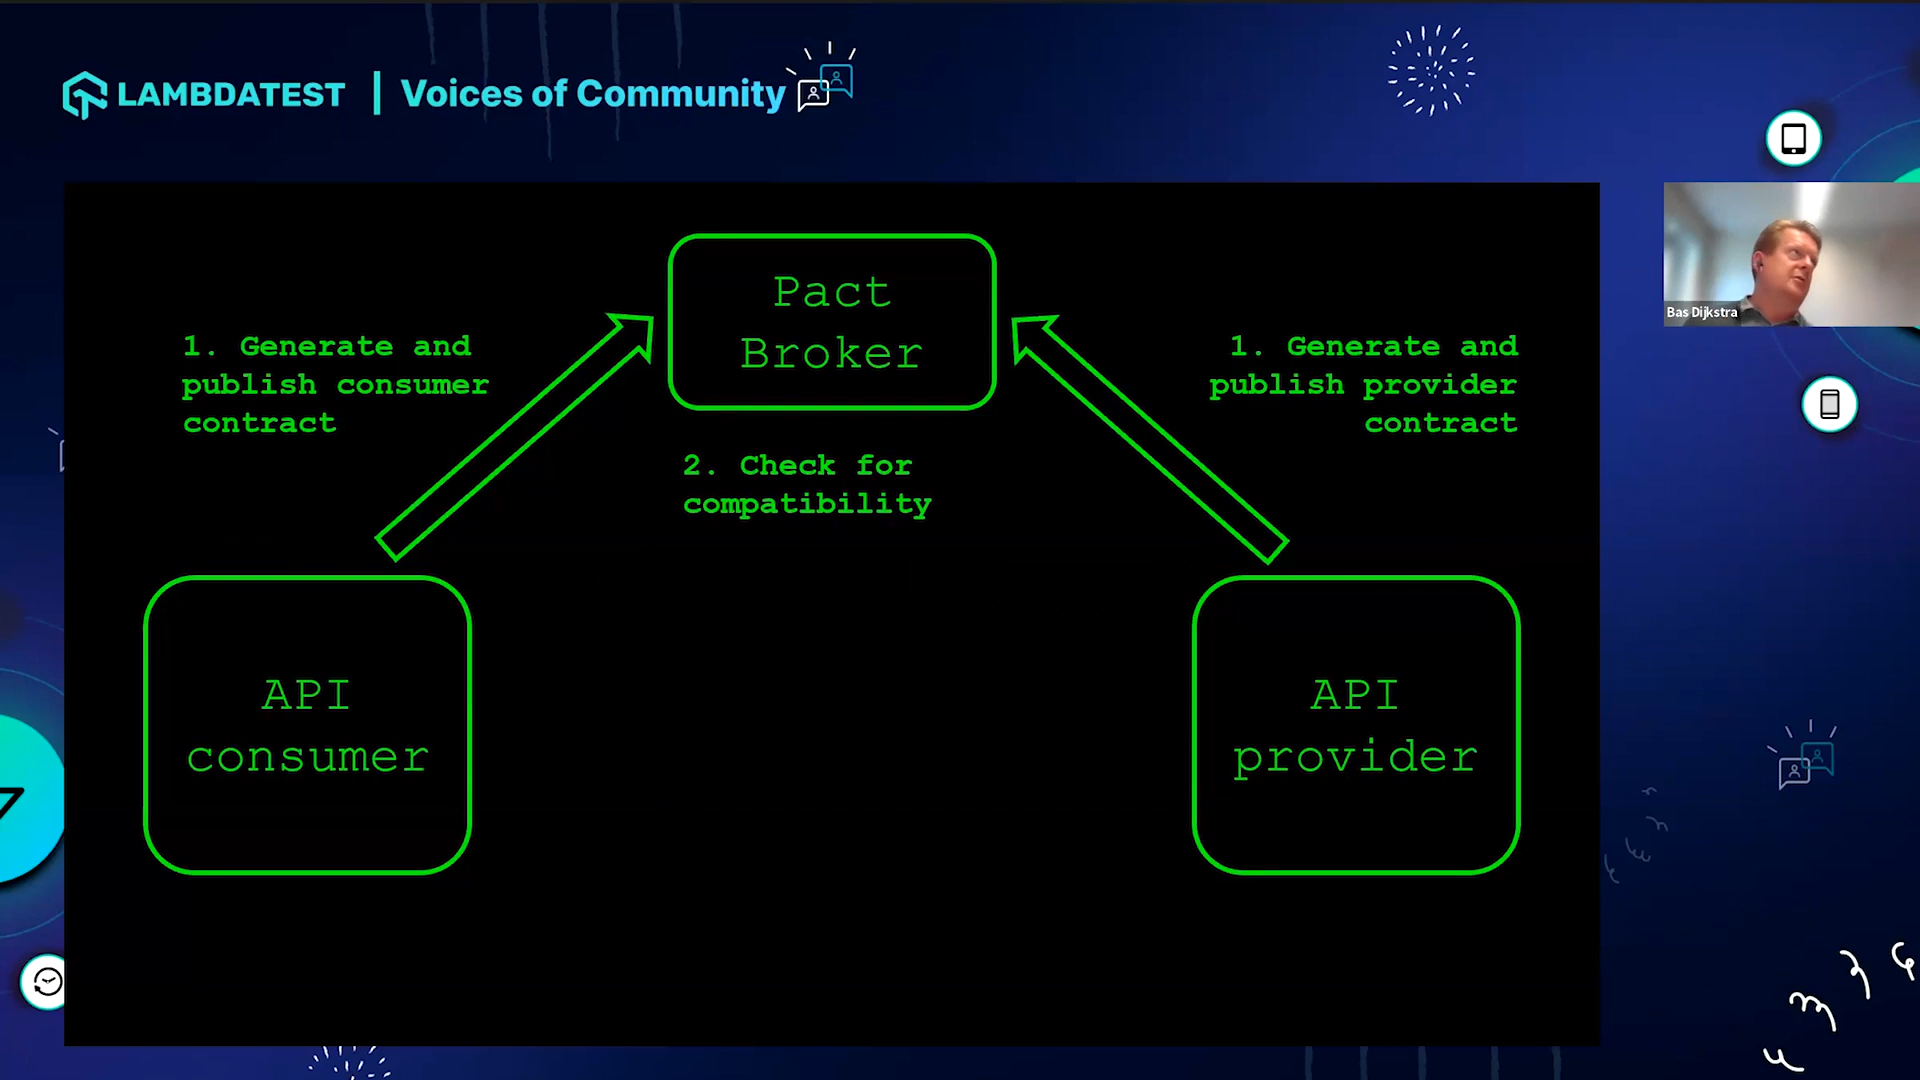 LAMBDATEST | Voices of Community
Pact
Broker
1. Generate and
publish consumer
contract
1. Generate and
publish provider
contract
2. Check for
compatibility
API
consumer
API
provider
Bas Dijkstra